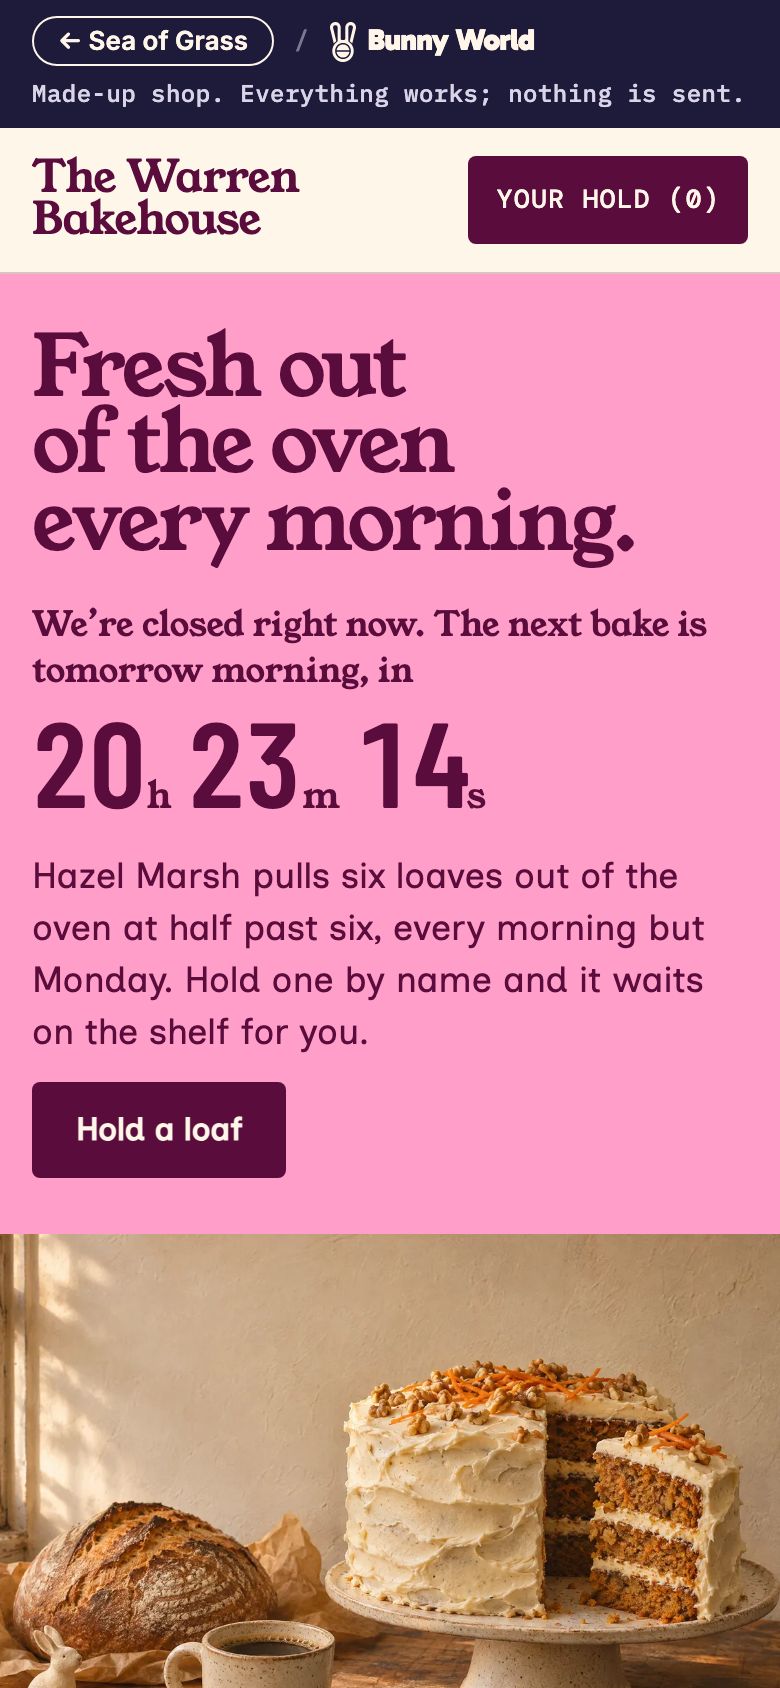 ← Sea of Grass / Bunny World
Made-up shop. Everything works; nothing is sent.
The Warren
Bakehouse
YOUR HOLD (0)
Fresh out
of the oven
every morning.
We’re closed right now. The next bake is
tomorrow morning, in
20h 23m 14s
Hazel Marsh pulls six loaves out of the
oven at half past six, every morning but
Monday. Hold one by name and it waits
on the shelf for you.
Hold a loaf